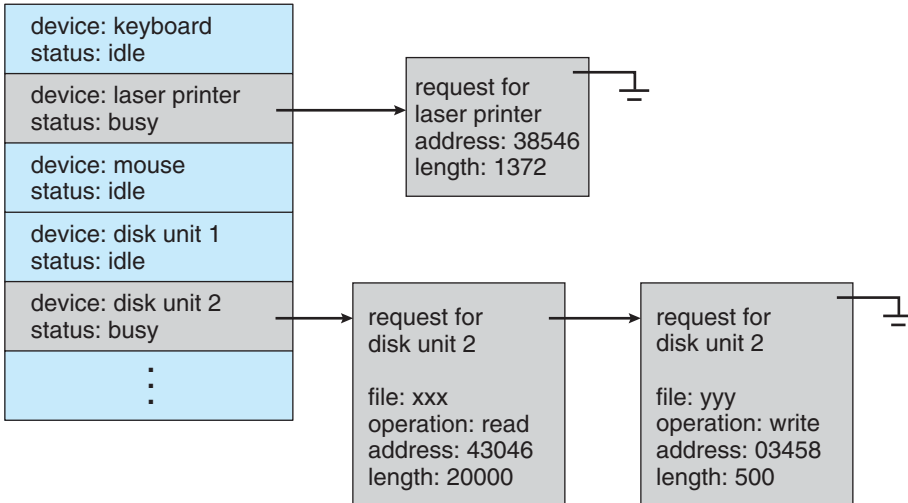 device: keyboard
status: idle
device: laser printer
status: busy
device: mouse
status: idle
device: disk unit 1
status: idle
device: disk unit 2
status: busy
request for
laser printer
address: 38546
length: 1372
request for
disk unit 2
file: xxx
operation: read
address: 43046
length: 20000
request for
disk unit 2
file: yyy
operation: write
address: 03458
length: 500